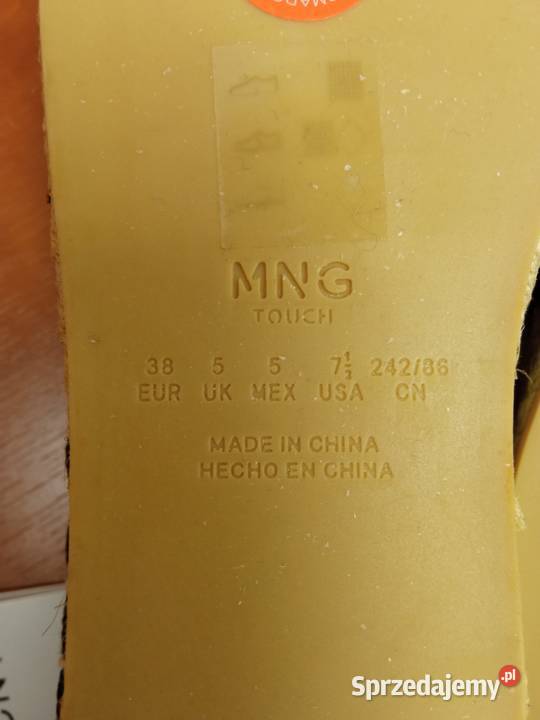 MNG
TOUCH
38 5 5 7½ 242/86
EUR UK MEX USA CN
MADE IN CHINA
HECHO EN CHINA
Sprzedajemy.pl